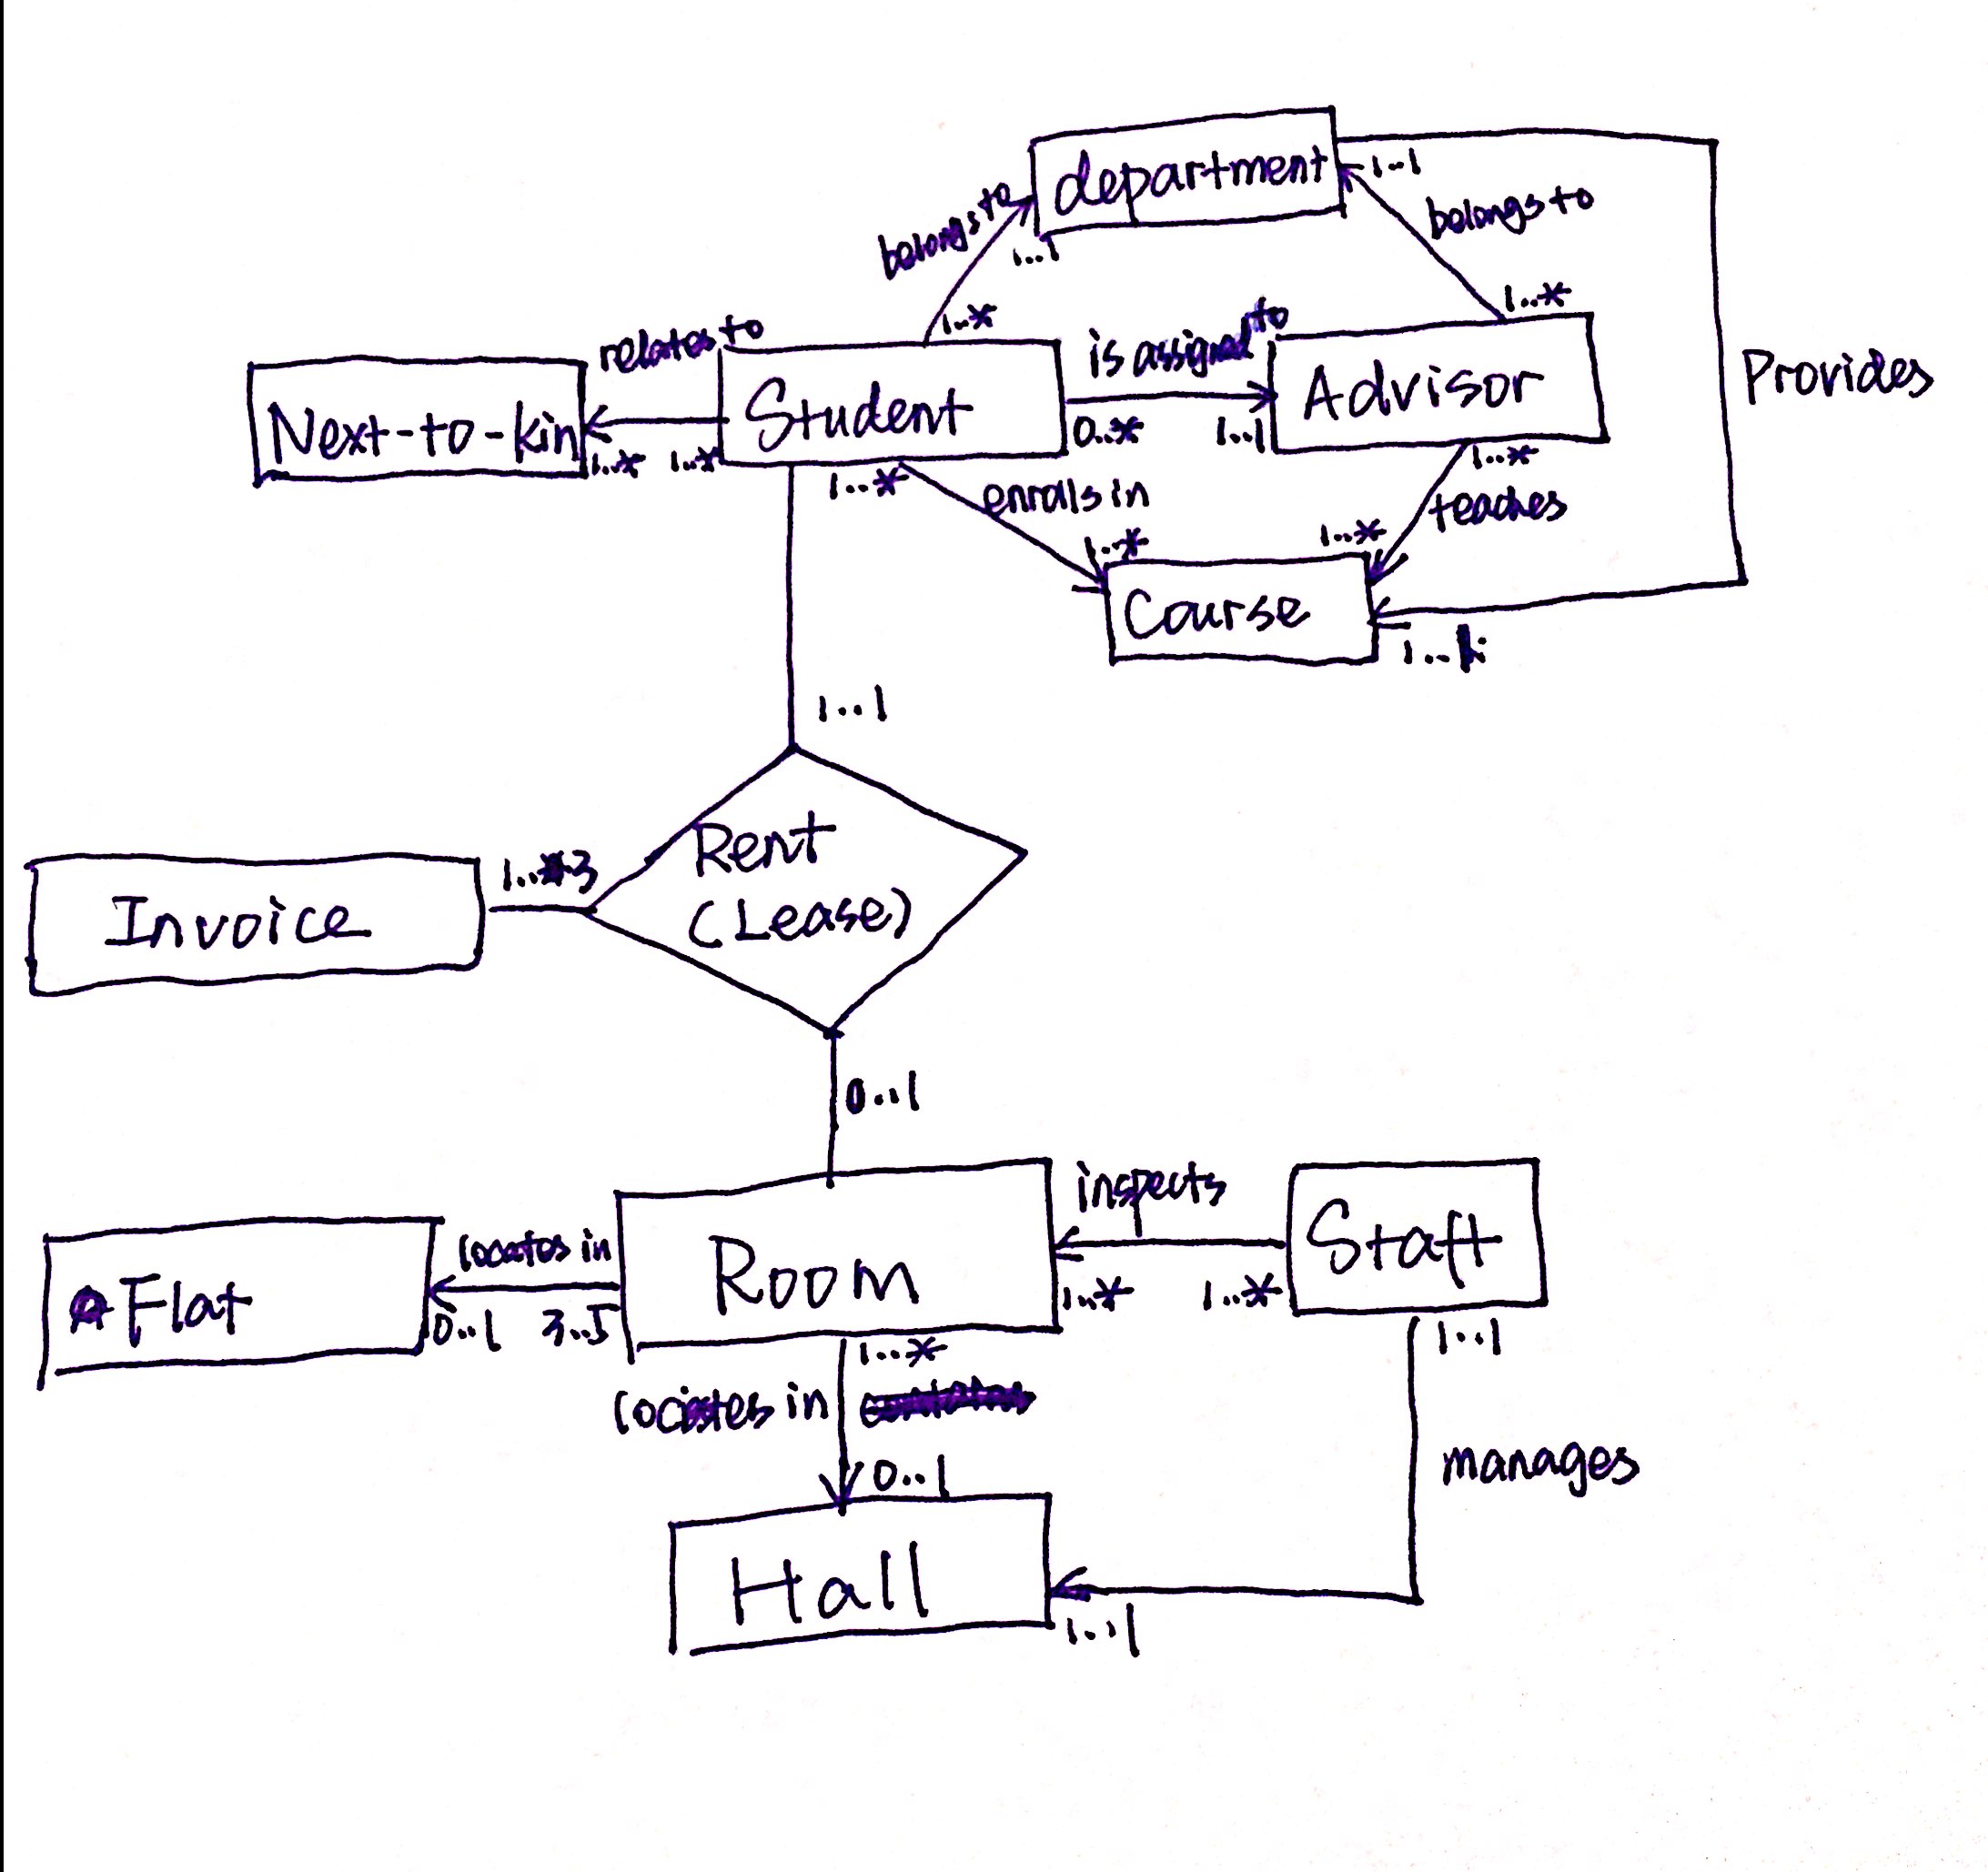 department
1..1
belongs to
belongs to
1...1
1..*
1..*
relates to
is assigned to
Next-to-kin
Student
Advisor
Provides
1..*
1..*
0..*
1..1
1...*
enrolls in
1..*
teaches
1..*
1..*
Course
1...1
Rent
(Lease)
1..3
Invoice
0...1
inspects
Staff
locates in
Room
Flat
0..1
3..5
1..*
1..*
1...1
1...*
locates in
manages
0..1
Hall
1...1